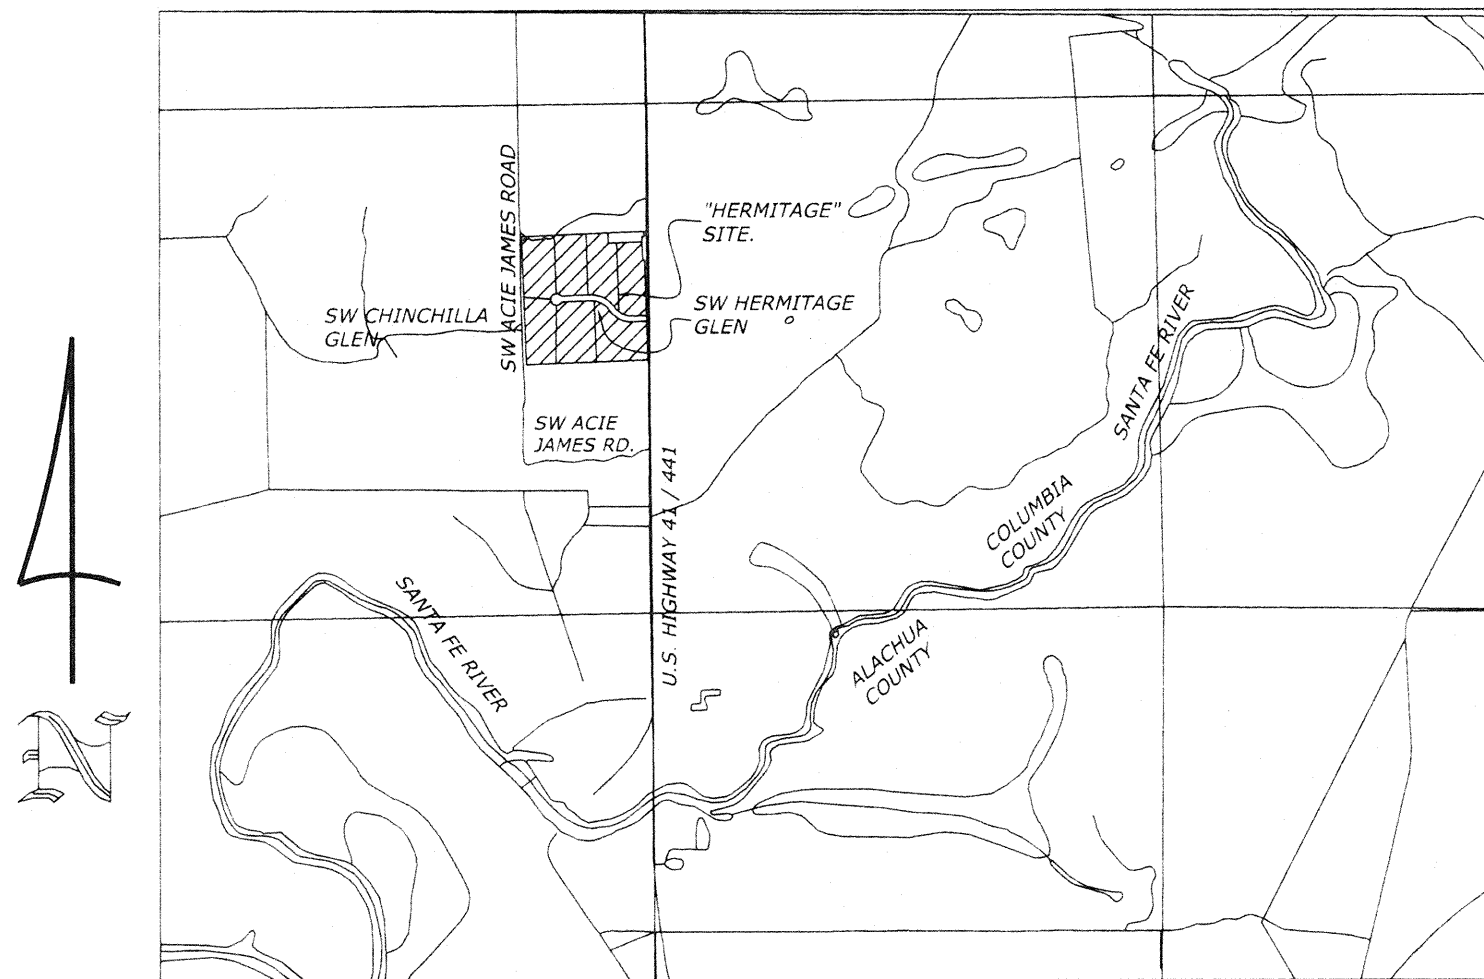 SW ACIE JAMES ROAD
"HERMITAGE"
SITE.
SW CHINCHILLA
GLEN
SW HERMITAGE
GLEN
SANTA FE RIVER
SW ACIE
JAMES RD.
U.S. HIGHWAY 41 / 441
COLUMBIA
COUNTY
SANTA FE RIVER
ALACHUA
COUNTY
N